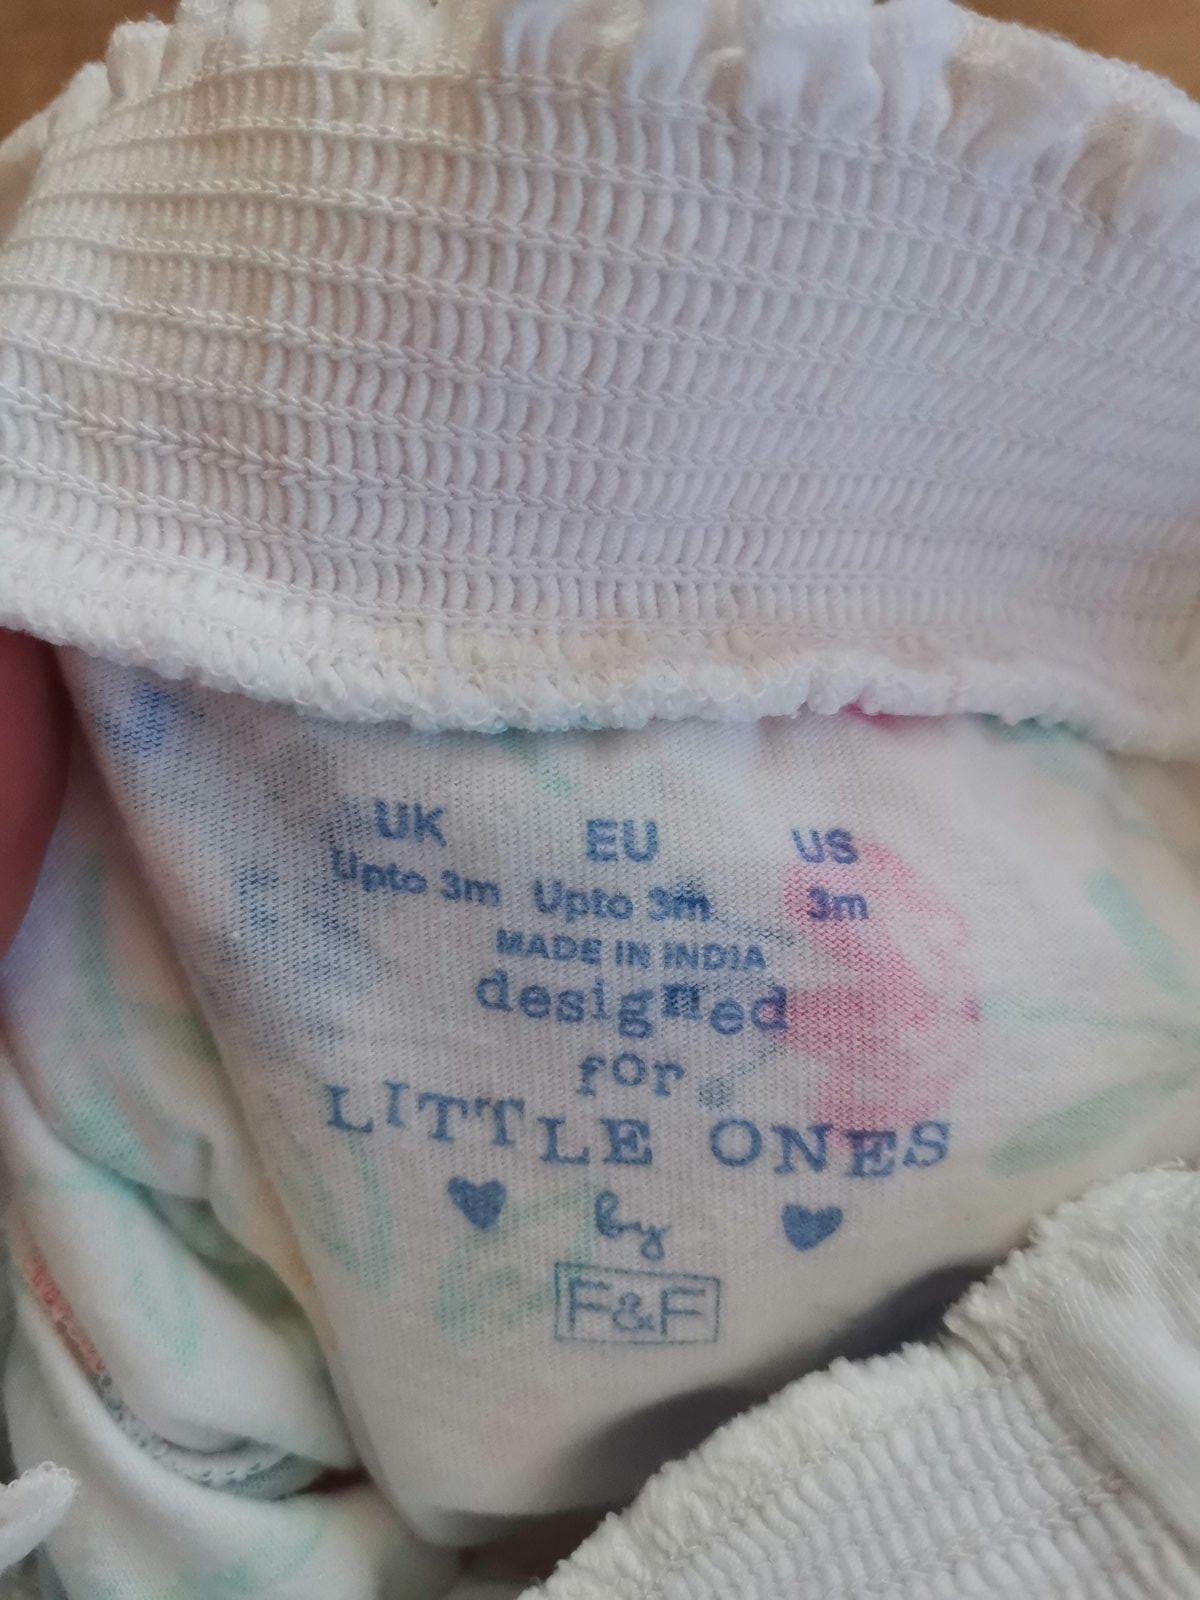 UK EU US
Upto 3m Upto 3m 3m
MADE IN INDIA
designed
for
LITTLE ONES
by
F&F